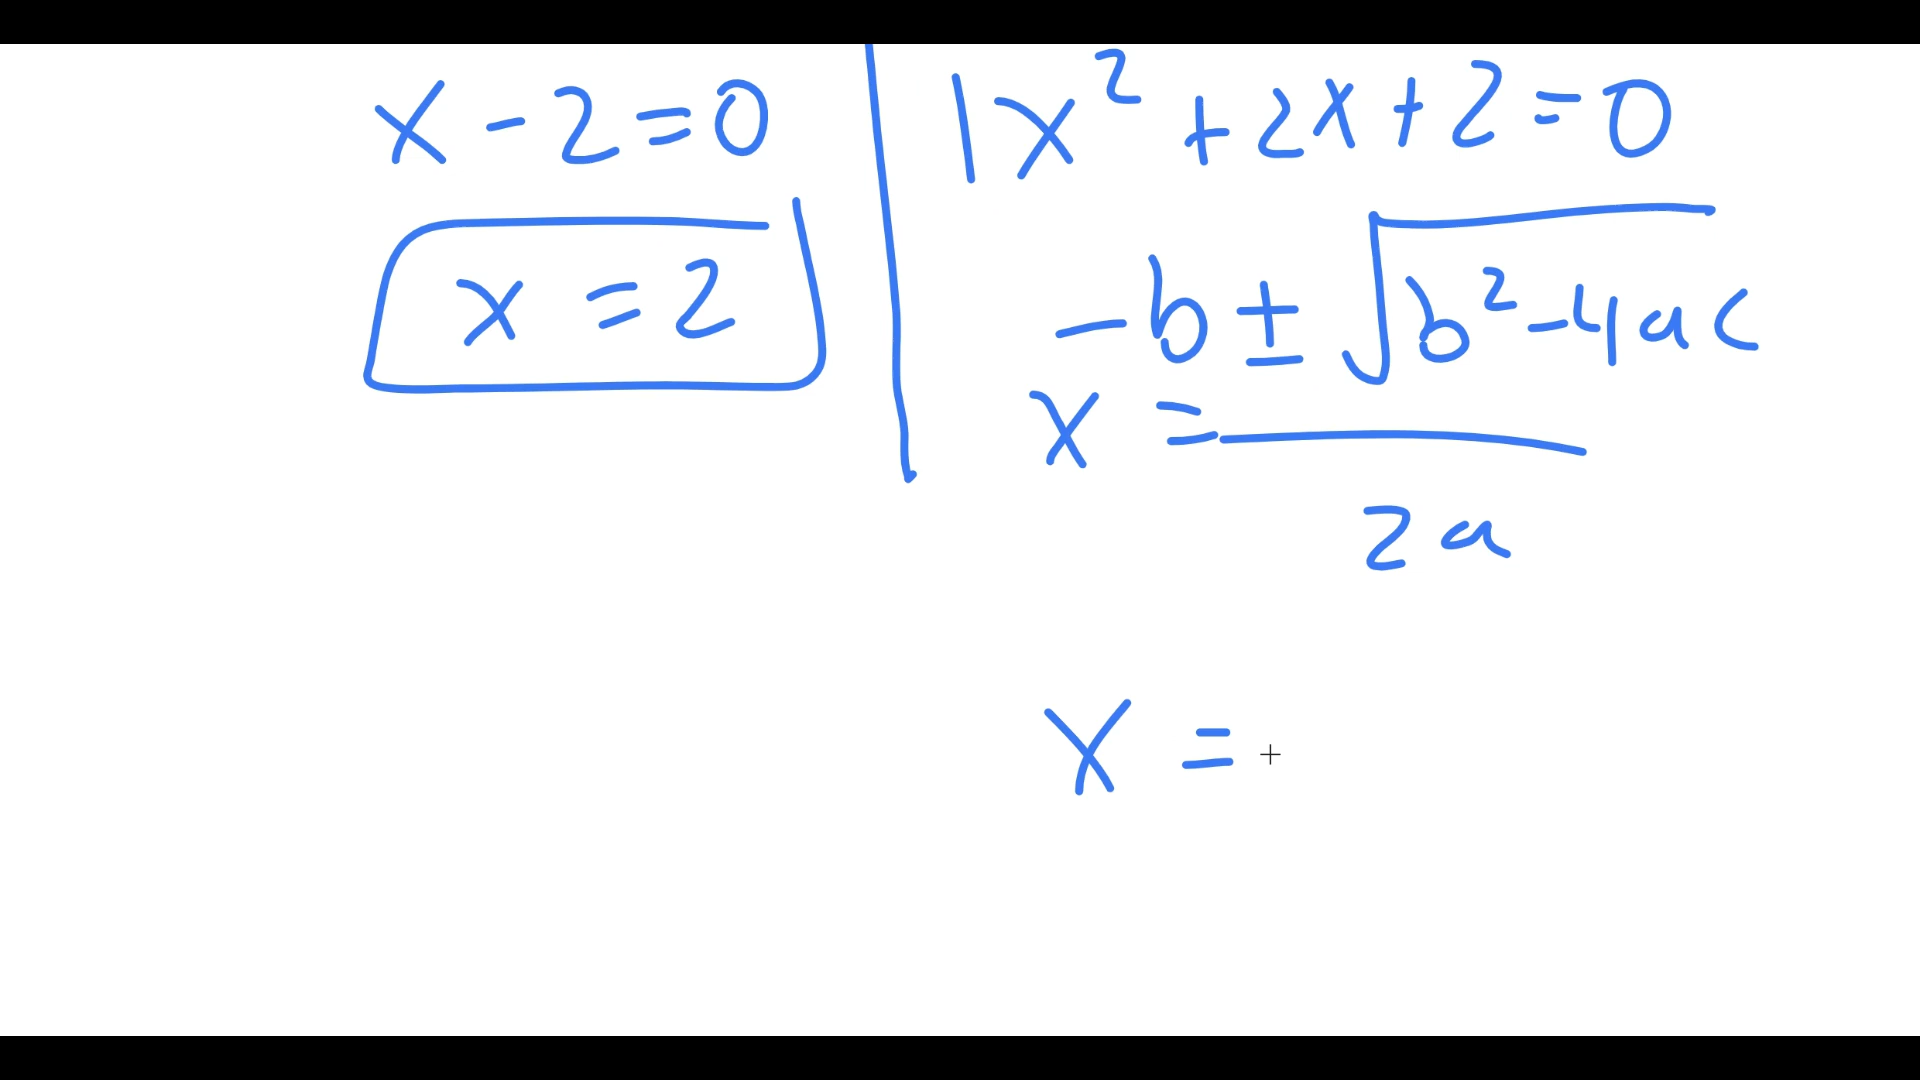 x - 2 = 0
x = 2
1x² + 2x + 2 = 0
x = (-b ± √(b² - 4ac)) / 2a
x =